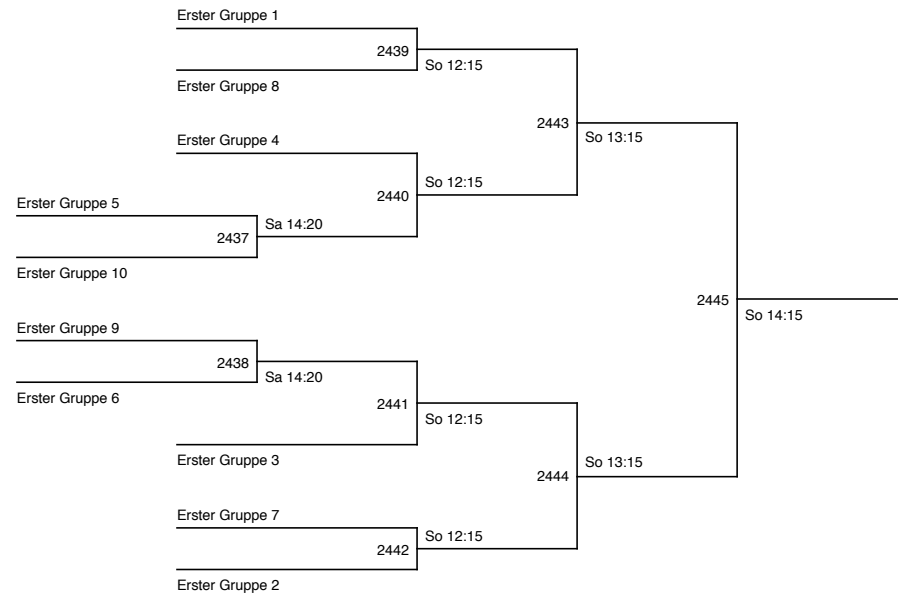 Erster Gruppe 1
2439
So 12:15
Erster Gruppe 8
2443
So 13:15
Erster Gruppe 4
So 12:15
2440
Erster Gruppe 5
Sa 14:20
2437
Erster Gruppe 10
2445
So 14:15
Erster Gruppe 9
2438
Sa 14:20
Erster Gruppe 6
2441
So 12:15
Erster Gruppe 3
So 13:15
2444
Erster Gruppe 7
So 12:15
2442
Erster Gruppe 2